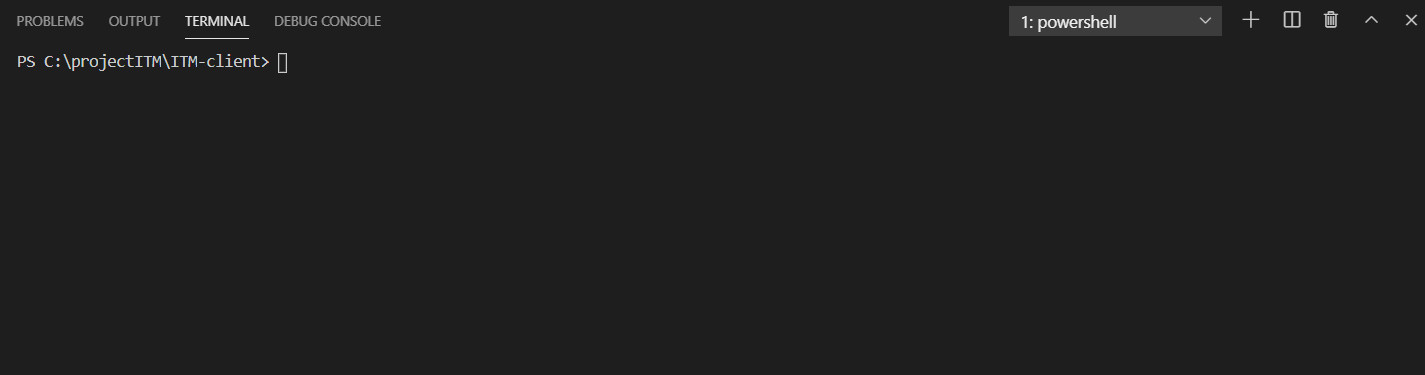 PROBLEMS OUTPUT TERMINAL DEBUG CONSOLE 1: powershell
PS C:\projectITM\ITM-client>